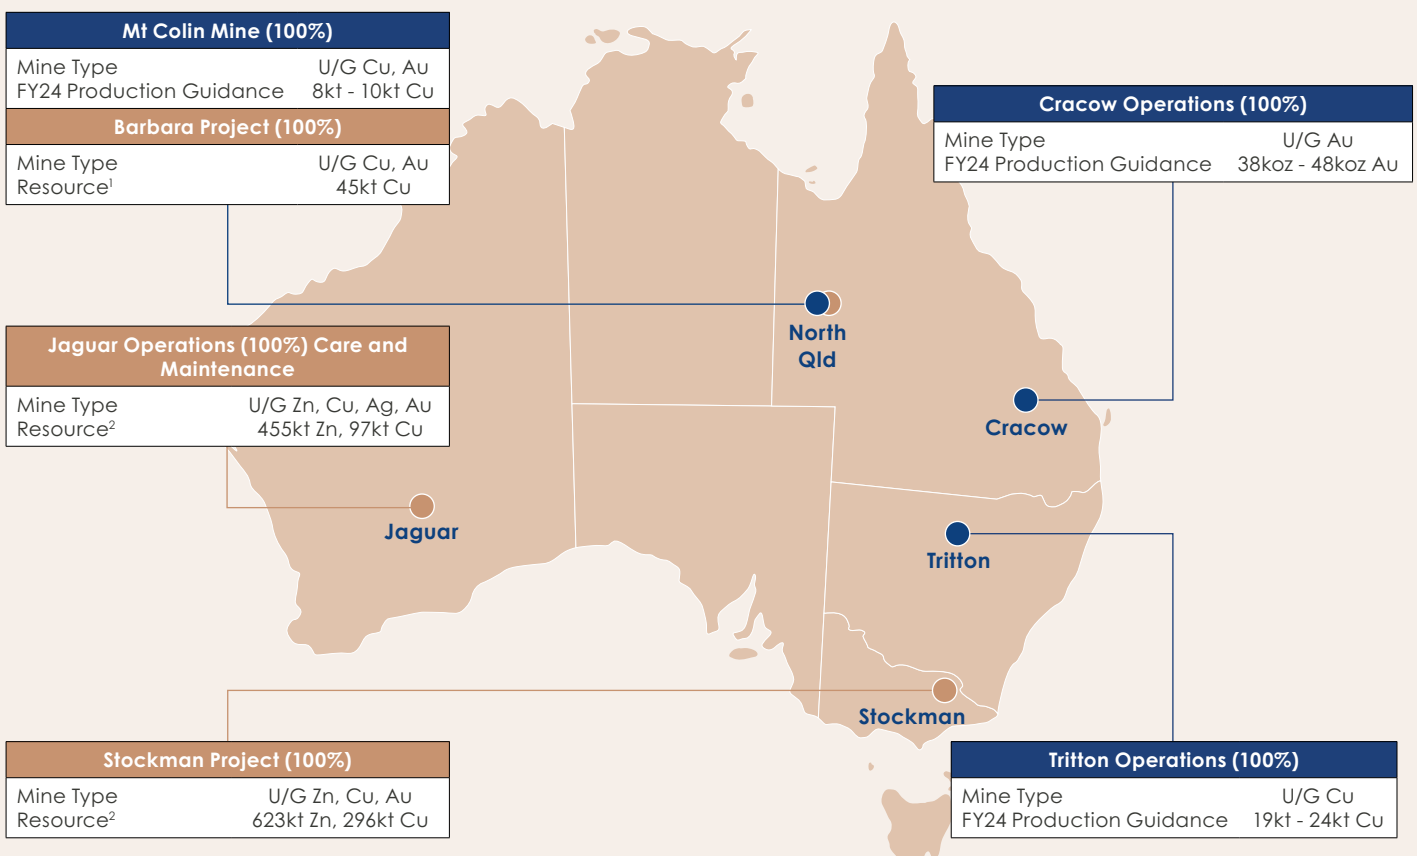 Mt Colin Mine (100%)
Mine Type U/G Cu, Au
FY24 Production Guidance 8kt - 10kt Cu
Barbara Project (100%)
Mine Type U/G Cu, Au
Resource¹ 45kt Cu
Cracow Operations (100%)
Mine Type U/G Au
FY24 Production Guidance 38koz - 48koz Au
North
Qld
Jaguar Operations (100%) Care and
Maintenance
Mine Type U/G Zn, Cu, Ag, Au
Resource² 455kt Zn, 97kt Cu
Cracow
Jaguar
Tritton
Stockman
Stockman Project (100%)
Mine Type U/G Zn, Cu, Au
Resource² 623kt Zn, 296kt Cu
Tritton Operations (100%)
Mine Type U/G Cu
FY24 Production Guidance 19kt - 24kt Cu